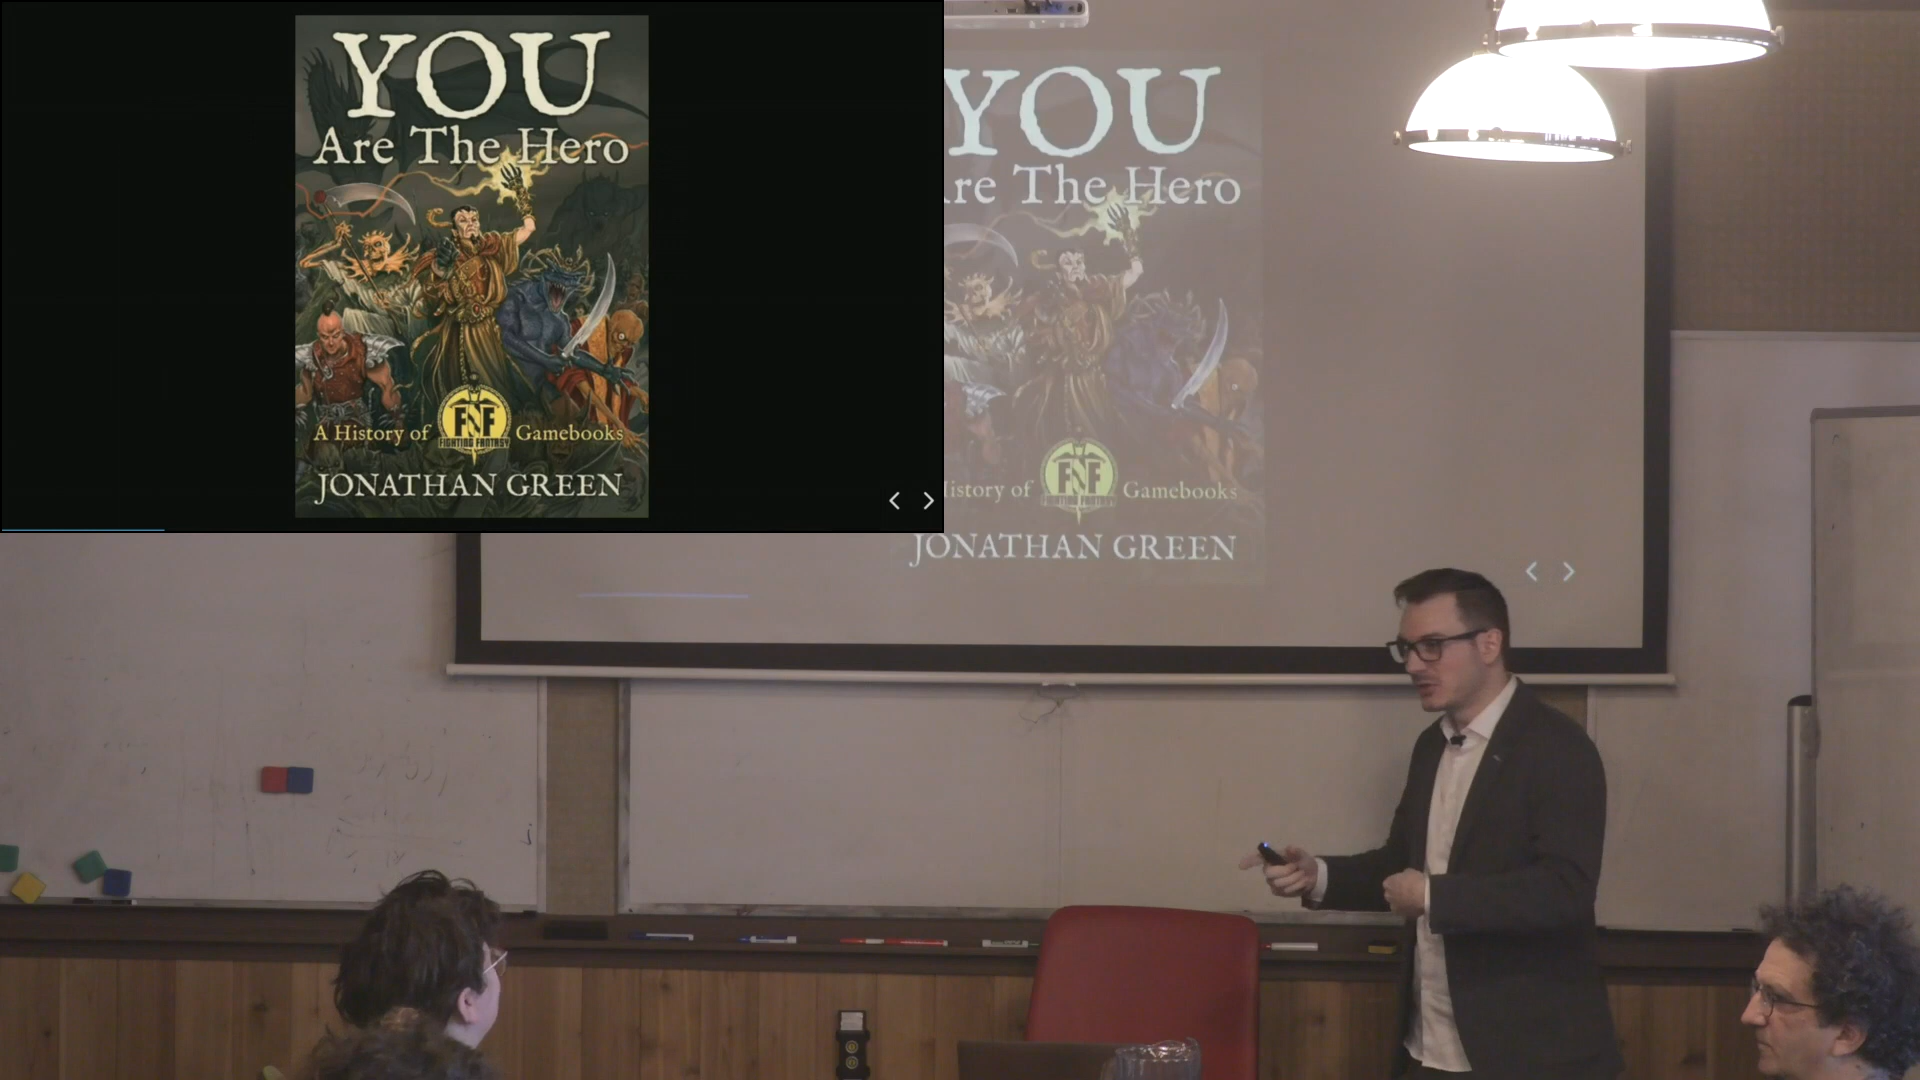 YOU
Are The Hero
A History of
FF
FIGHTING FANTASY
Gamebooks
JONATHAN GREEN
YOU
re The Hero
History of
FF
Gamebooks
JONATHAN GREEN